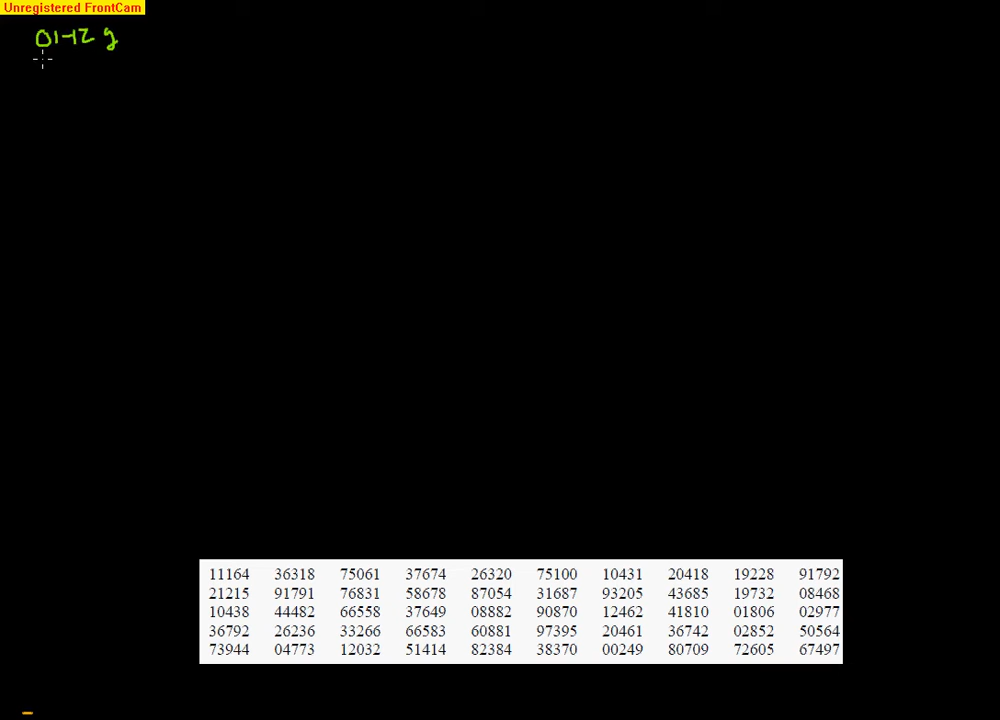 Unregistered FrontCam
01-12 g
11164 36318 75061 37674 26320 75100 10431 20418 19228 91792
21215 91791 76831 58678 87054 31687 93205 43685 19732 08468
10438 44482 66558 37649 08882 90870 12462 41810 01806 02977
36792 26236 33266 66583 60881 97395 20461 36742 02852 50564
73944 04773 12032 51414 82384 38370 00249 80709 72605 67497